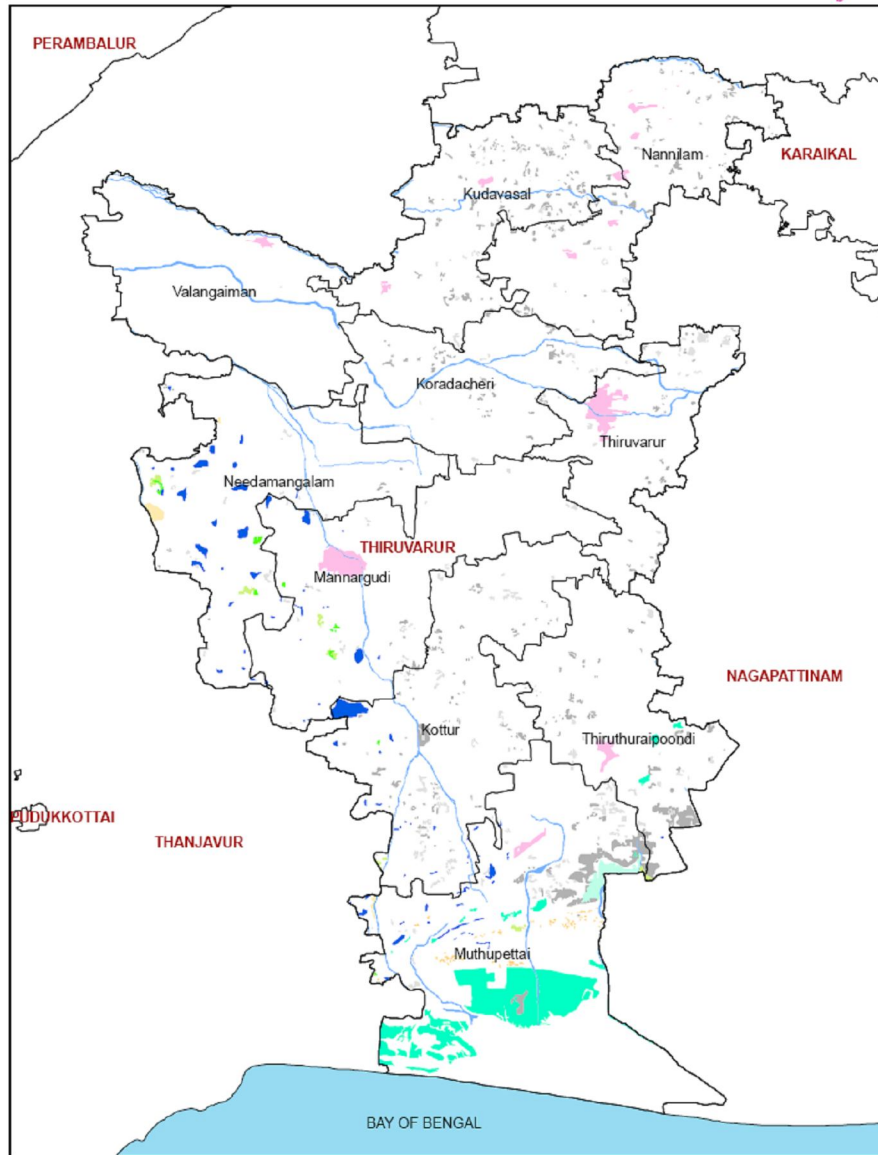 PERAMBALUR
KARAIKAL
Nannilam
Kudavasal
Valangaiman
Koradacheri
Thiruvarur
Needamangalam
THIRUVARUR
Mannargudi
NAGAPATTINAM
Kottur
Thiruthuraipoondi
PUDUKKOTTAI
THANJAVUR
Muthupettai
BAY OF BENGAL